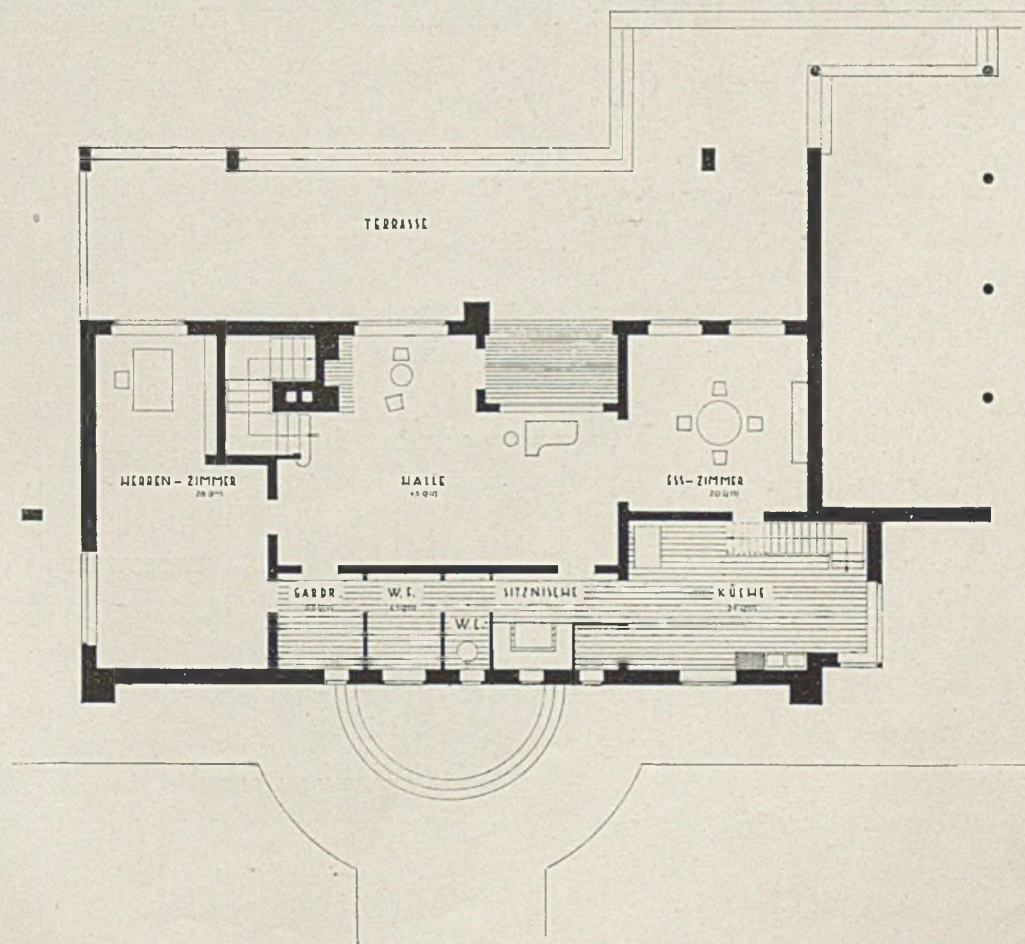 TERRASSE
HERREN-ZIMMER
HALLE
ESS-ZIMMER
GARDR.
W.F.
SITZNISCHE
KÜCHE
W.C.